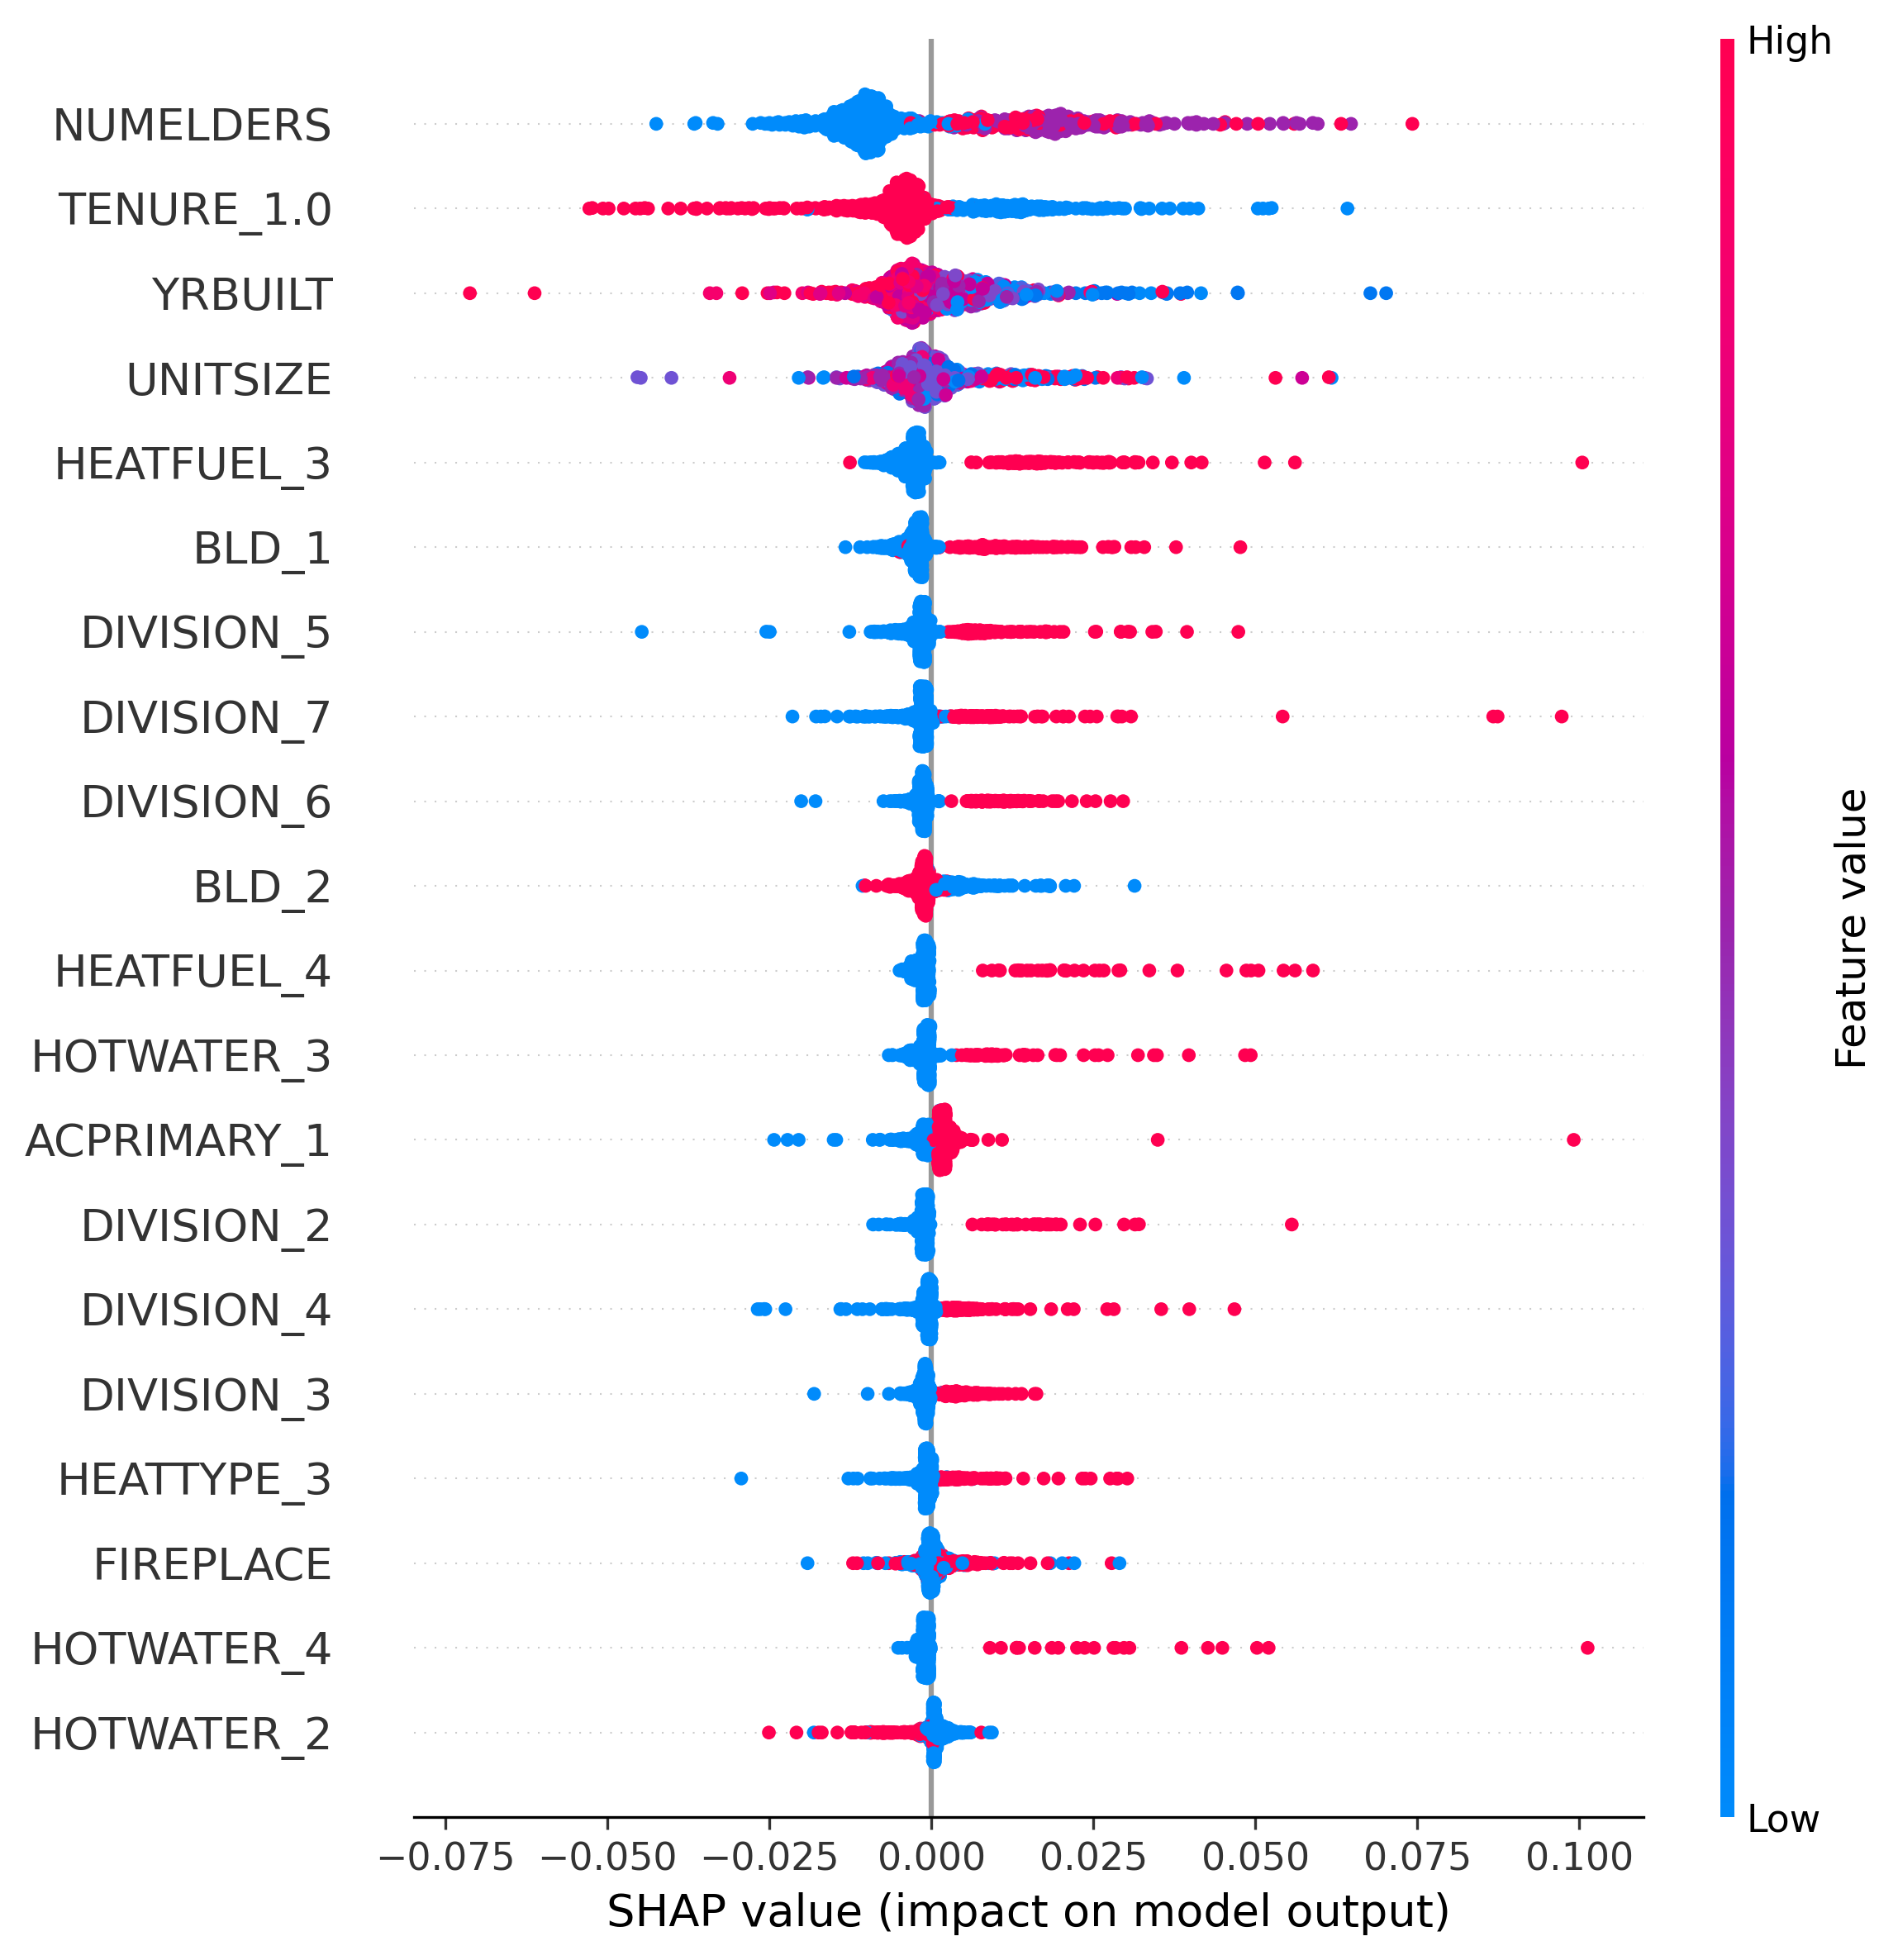 High
NUMELDERS
TENURE_1.0
YRBUILT
UNITSIZE
HEATFUEL_3
BLD_1
DIVISION_5
DIVISION_7
DIVISION_6
BLD_2
HEATFUEL_4
HOTWATER_3
ACPRIMARY_1
DIVISION_2
DIVISION_4
DIVISION_3
HEATTYPE_3
FIREPLACE
HOTWATER_4
HOTWATER_2
Feature value
Low
−0.075 −0.050 −0.025 0.000 0.025 0.050 0.075 0.100
SHAP value (impact on model output)